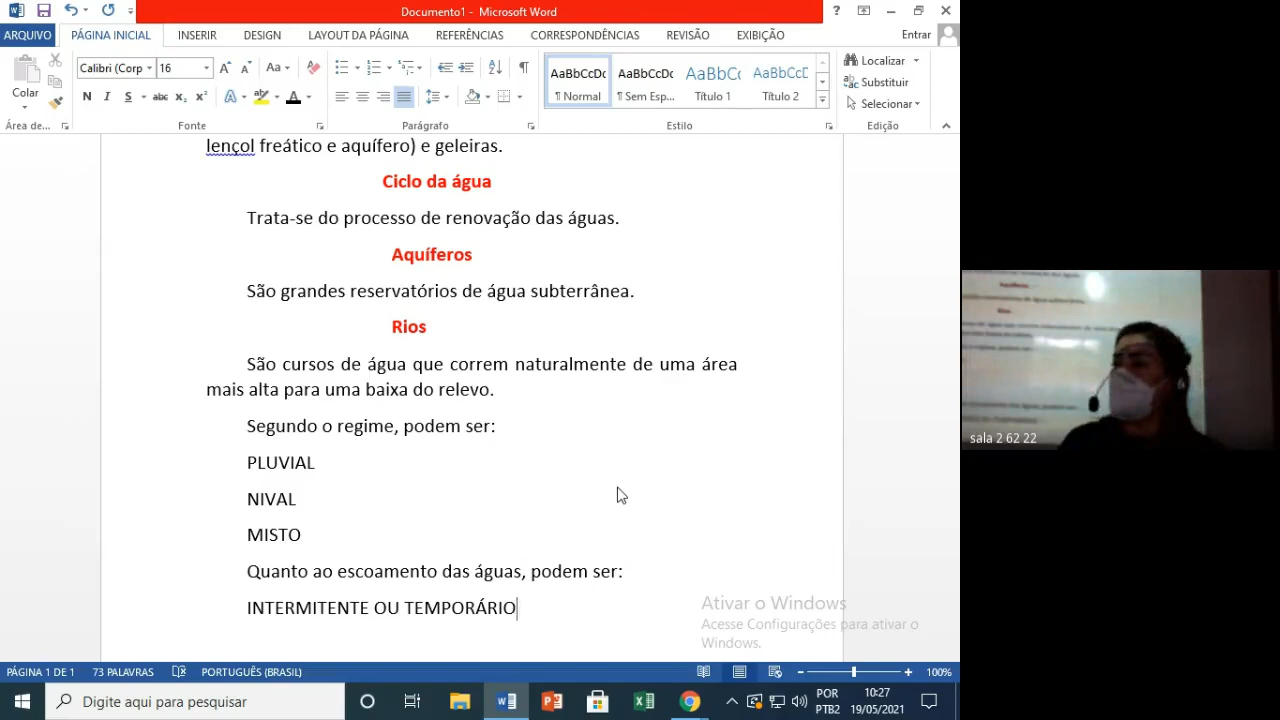 Documento1 - Microsoft Word
ARQUIVO PÁGINA INICIAL INSERIR DESIGN LAYOUT DA PÁGINA REFERÊNCIAS CORRESPONDÊNCIAS REVISÃO EXIBIÇÃO Entrar
Colar
Calibri (Corp 16
Aa
N I S abc x₂ x² A ab A
AaBbCcDc AaBbCcDc AaBbCc AaBbCcD
¶ Normal ¶ Sem Esp... Título 1 Título 2
Localizar
Substituir
Selecionar
Área de... Fonte Parágrafo Estilo Edição
lençol freático e aquífero) e geleiras.
Ciclo da água
Trata-se do processo de renovação das águas.
Aquíferos
São grandes reservatórios de água subterrânea.
Rios
São cursos de água que correm naturalmente de uma área
mais alta para uma baixa do relevo.
Segundo o regime, podem ser:
PLUVIAL
NIVAL
MISTO
Quanto ao escoamento das águas, podem ser:
INTERMITENTE OU TEMPORÁRIO
Ativar o Windows
Acesse Configurações para ativar o
Windows.
sala 2 62 22
PÁGINA 1 DE 1 73 PALAVRAS PORTUGUÊS (BRASIL) 100%
Digite aqui para pesquisar
POR
PTB2
10:27
19/05/2021